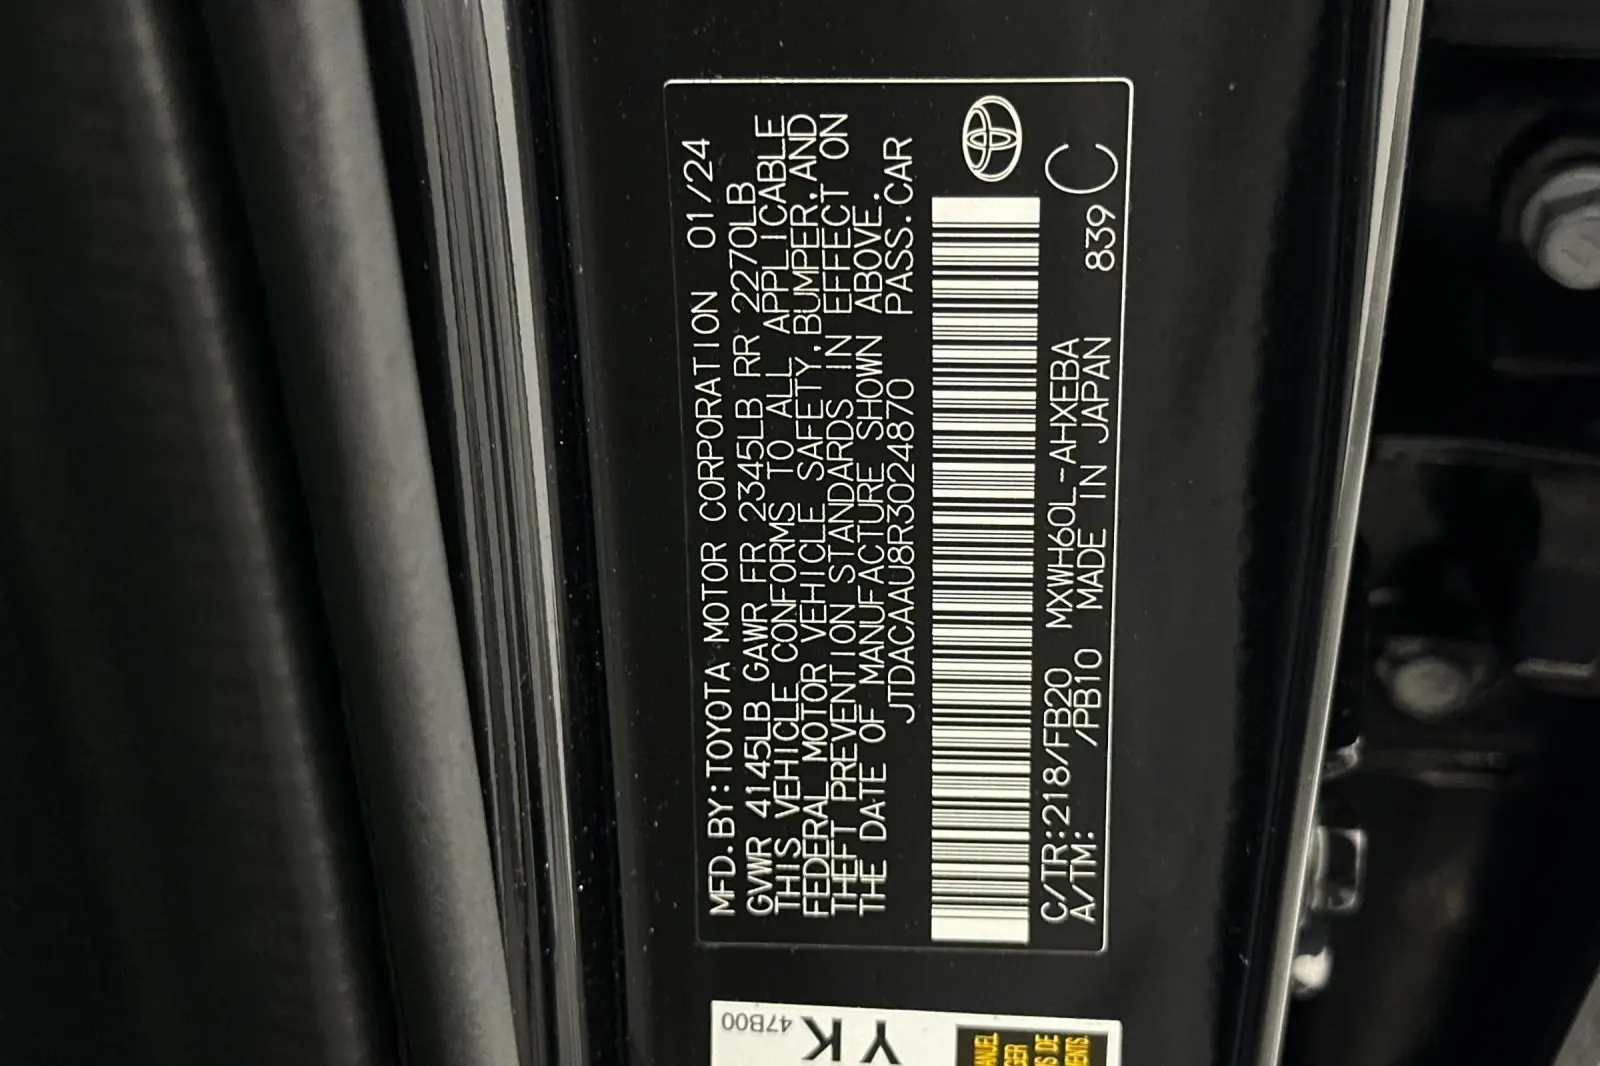 MFD.BY:TOYOTA MOTOR CORPORATION 01/24
GVWR 4145LB GAWR FR 2345LB RR 2270LB
THIS VEHICLE CONFORMS TO ALL APPLICABLE
FEDERAL MOTOR VEHICLE SAFETY,BUMPER,AND
THEFT PREVENTION STANDARDS IN EFFECT ON
THE DATE OF MANUFACTURE SHOWN ABOVE.
JTDACAAU8R3024870 PASS.CAR
C/TR:218/FB20 MXWH60L-AHXEBA 839 C
A/TM: /PB10 MADE IN JAPAN
47B00
YK